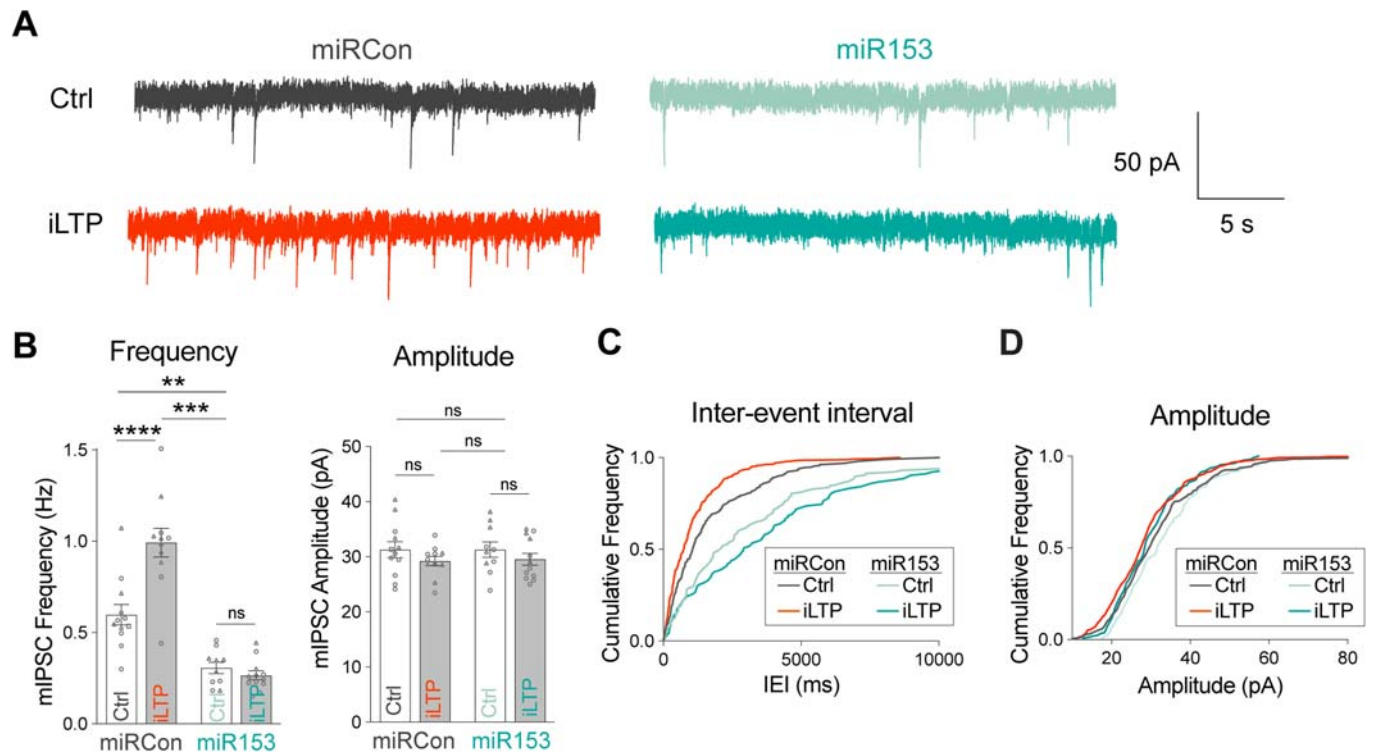 A
miRCon
miR153
Ctrl
50 pA
iLTP
5 s
B
Frequency
**
***
****
ns
mIPSC Frequency (Hz)
1.5
1.0
0.5
0.0
Ctrl
iLTP
Ctrl
iLTP
miRCon
miR153
Amplitude
ns
ns
ns
ns
mIPSC Amplitude (pA)
50
40
30
20
10
0
Ctrl
iLTP
Ctrl
iLTP
miRCon
miR153
C
Inter-event interval
Cumulative Frequency
1.0
0.5
0.0
miRCon miR153
Ctrl Ctrl
iLTP iLTP
0 5000 10000
IEI (ms)
D
Amplitude
Cumulative Frequency
1.0
0.5
0.0
miRCon miR153
Ctrl Ctrl
iLTP iLTP
20 40 60 80
Amplitude (pA)